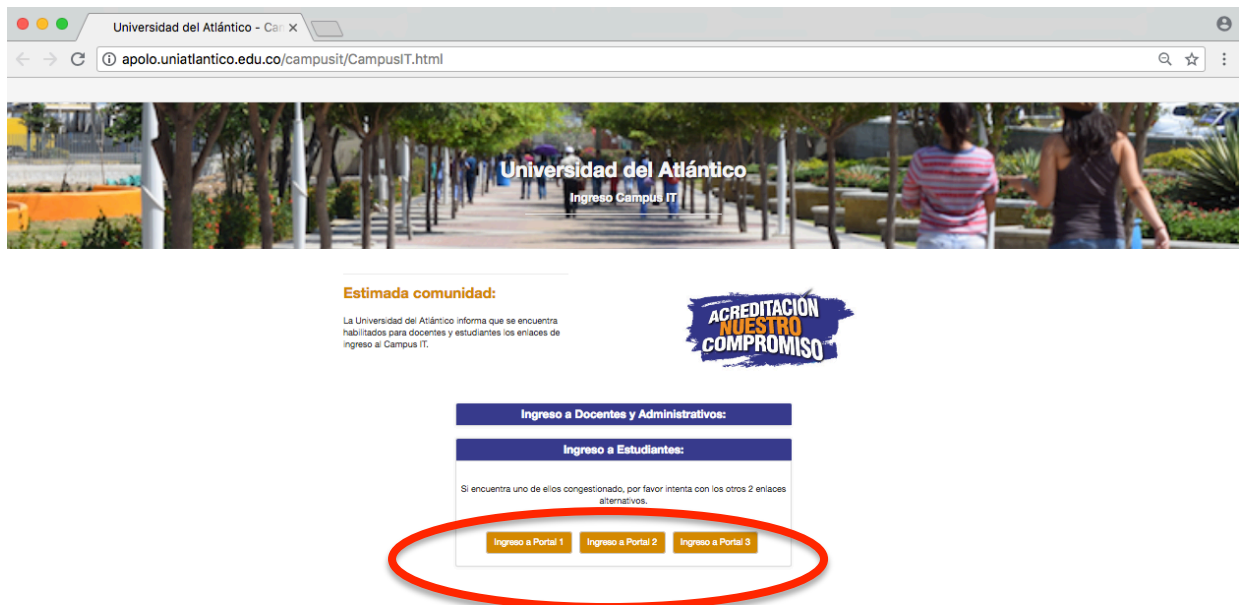 Universidad del Atlántico - Can
apolo.uniatlantico.edu.co/campusit/CampusIT.html
Universidad del Atlántico
Ingreso Campus IT
Estimada comunidad:
La Universidad del Atlántico informa que se encuentra
habilitados para docentes y estudiantes los enlaces de
ingreso al Campus IT.
ACREDITACIÓN
NUESTRO
COMPROMISO
Ingreso a Docentes y Administrativos:
Ingreso a Estudiantes:
Si encuentra uno de ellos congestionado, por favor intenta con los otros 2 enlaces
alternativos.
Ingreso a Portal 1 Ingreso a Portal 2 Ingreso a Portal 3